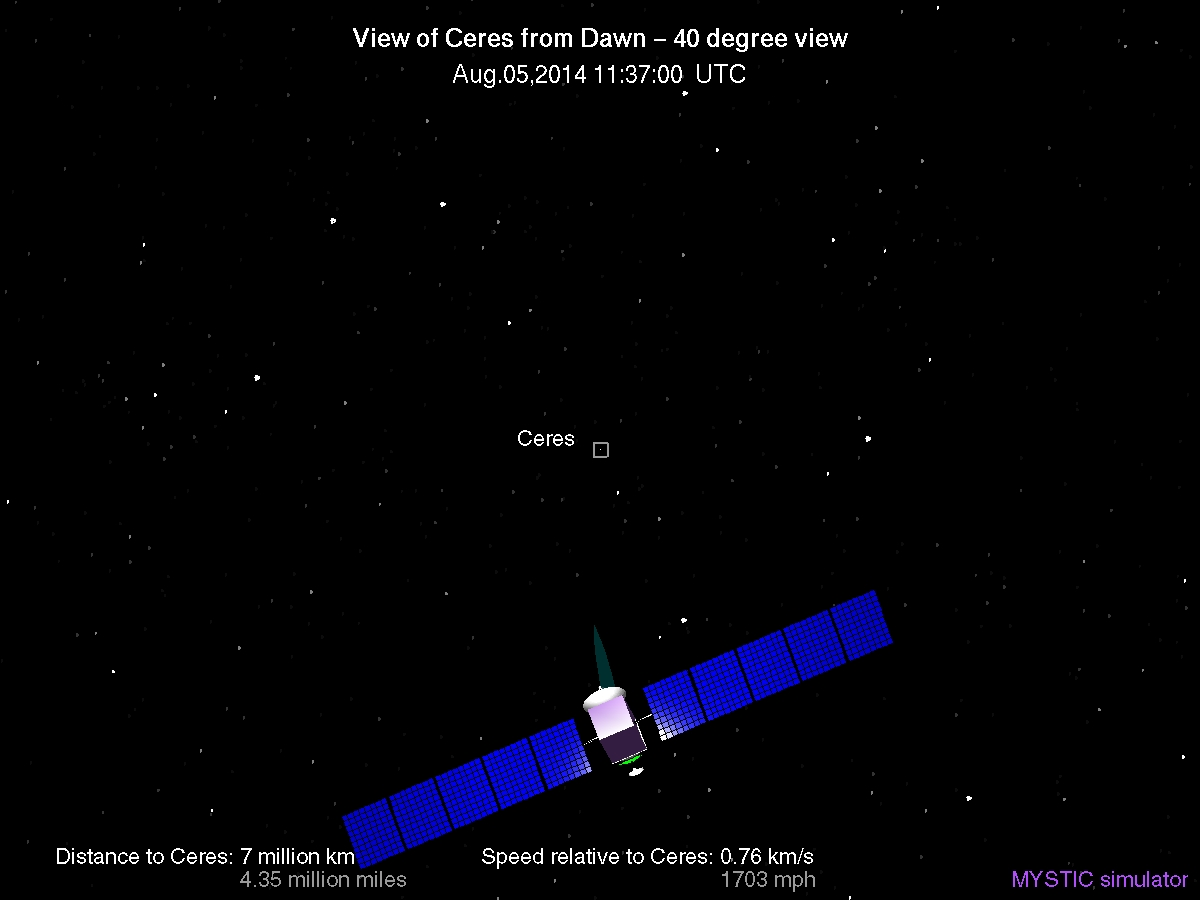 View of Ceres from Dawn – 40 degree view
Aug.05,2014 11:37:00 UTC
Ceres
Distance to Ceres: 7 million km
4.35 million miles
Speed relative to Ceres: 0.76 km/s
1703 mph
MYSTIC simulator